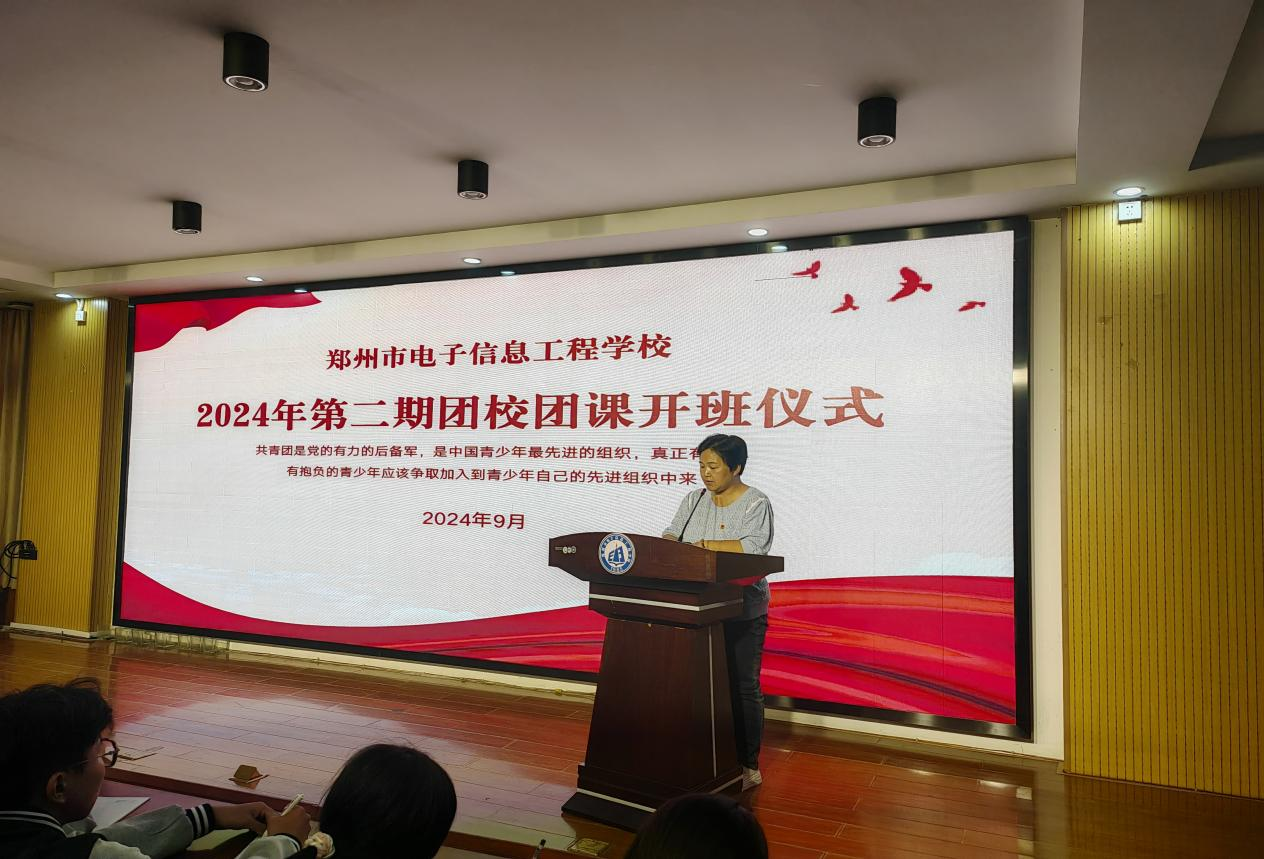 郑州市电子信息工程学校
2024年第二期团校团课开班仪式
共青团是党的有力的后备军，是中国青少年最先进的组织，真正有
有抱负的青少年应该争取加入到青少年自己的先进组织中来
2024年9月